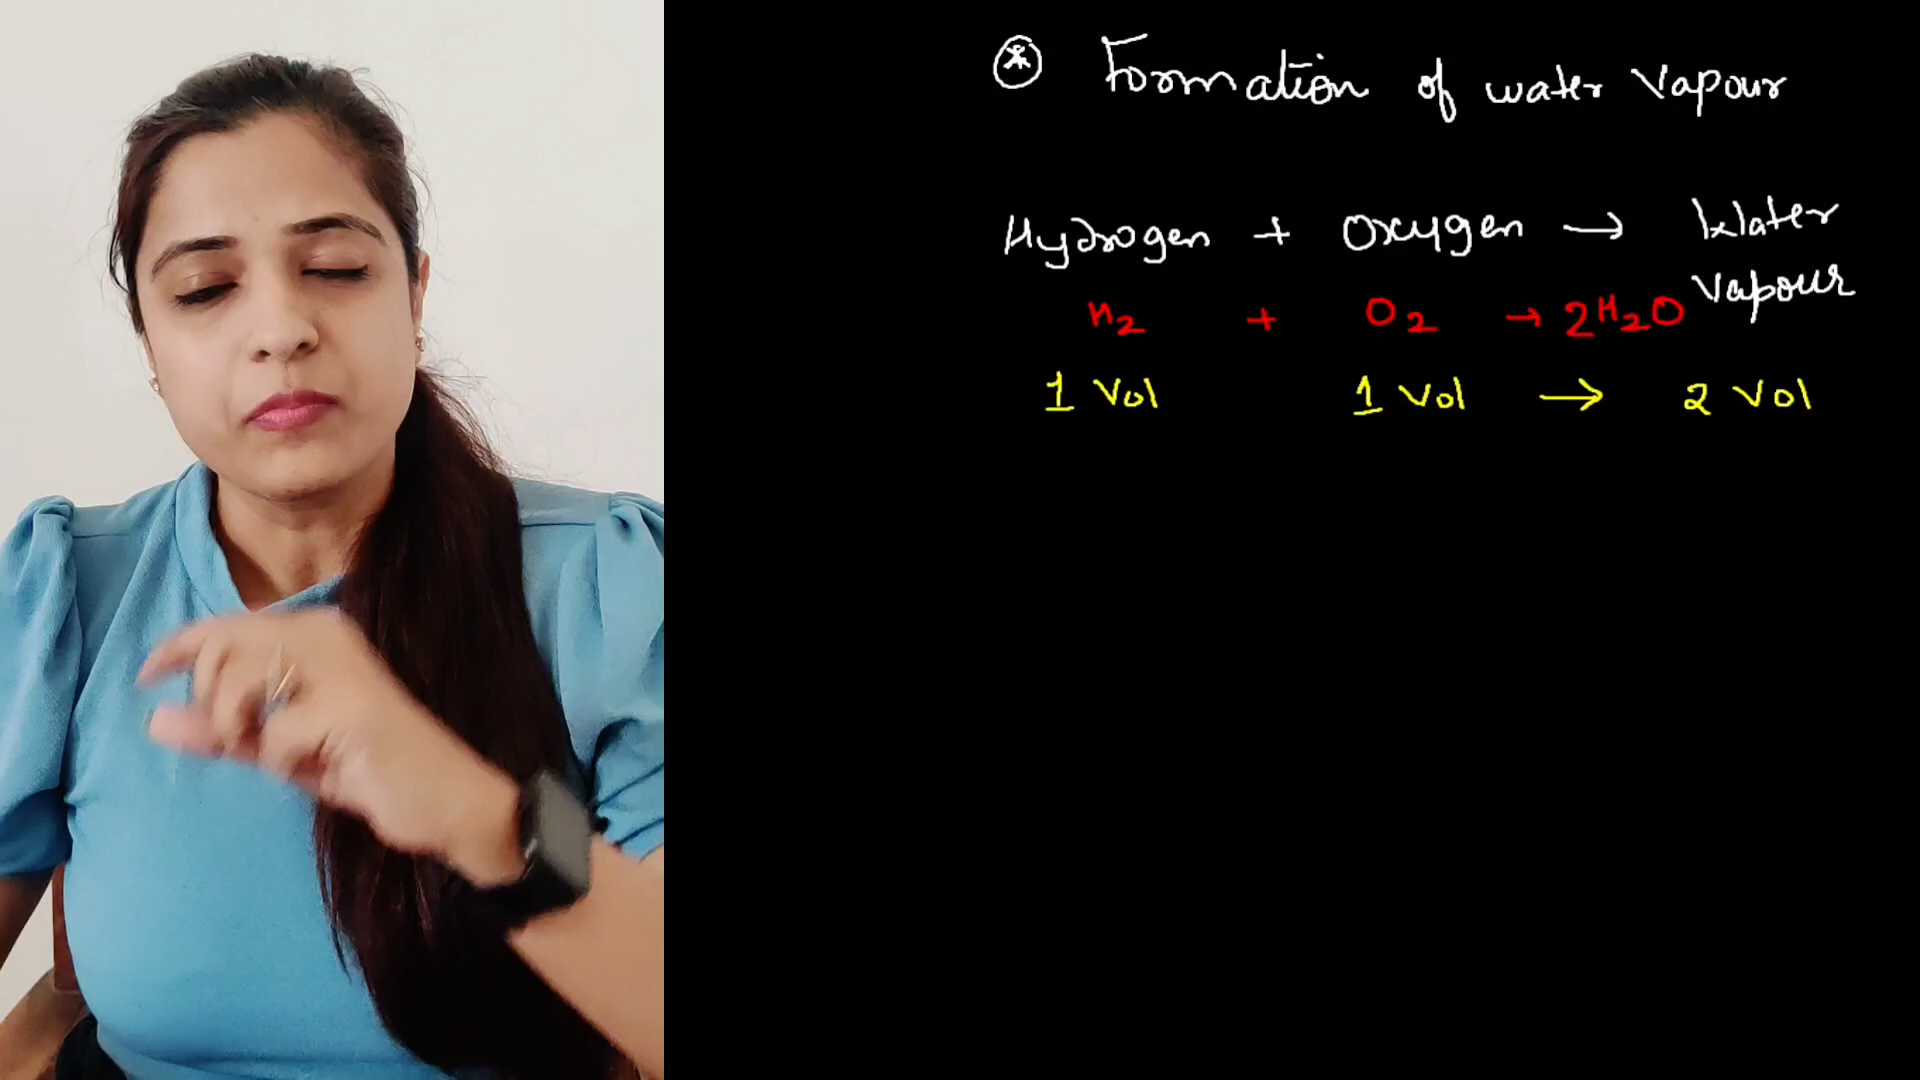 * Formation of water vapour
Hydrogen + Oxygen → Water
vapour
H₂ + O₂ → 2H₂O
1 Vol 1 Vol → 2 Vol